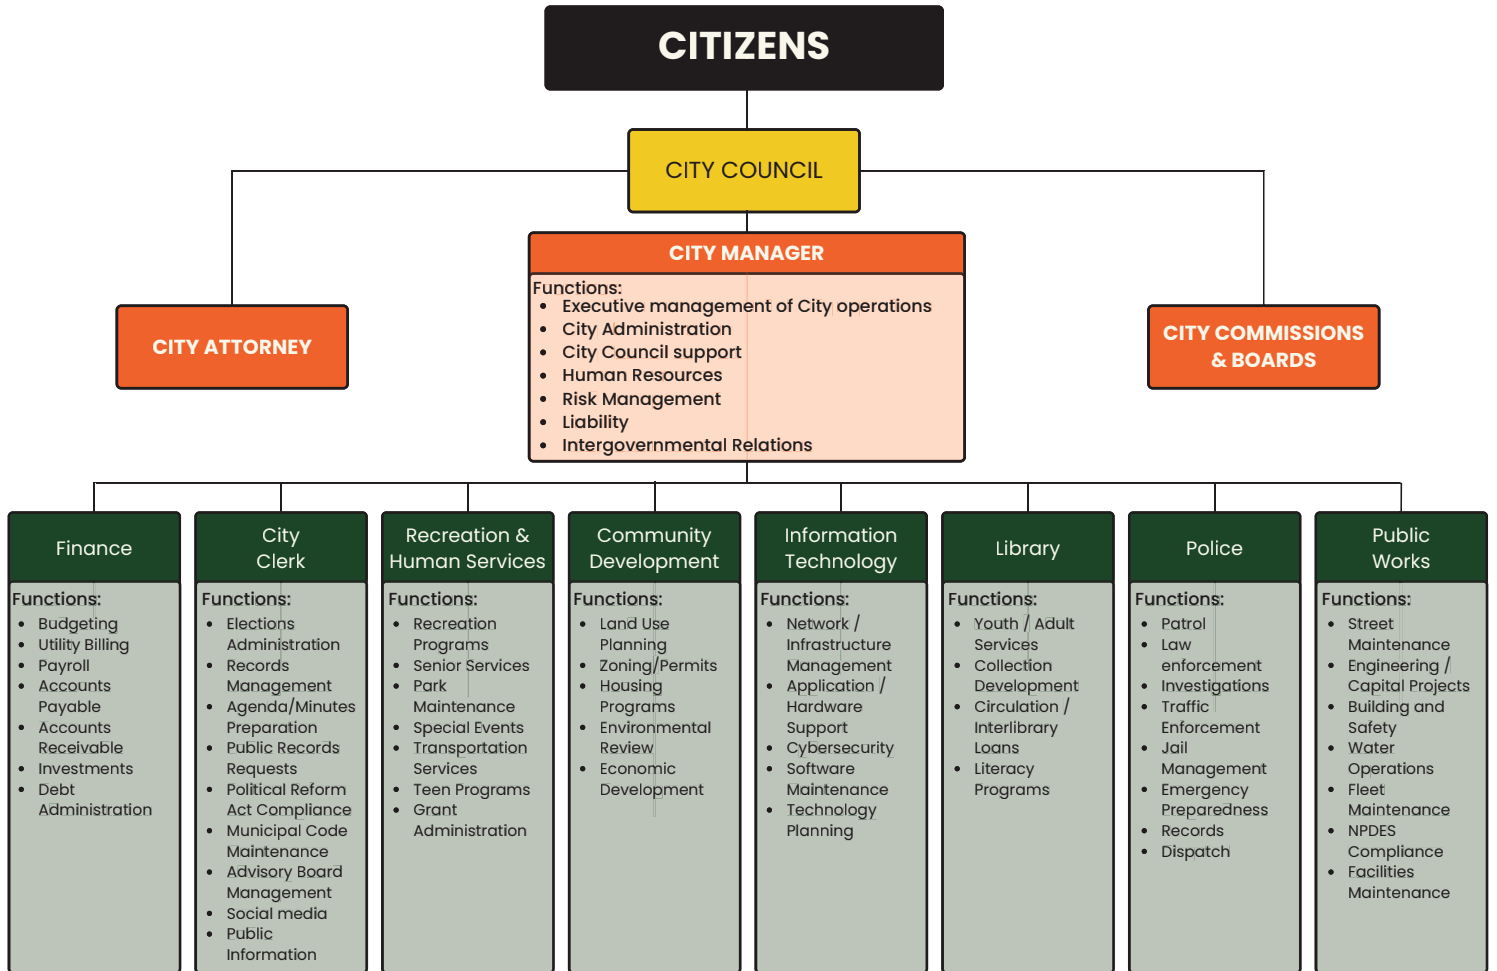 CITIZENS
CITY COUNCIL
CITY MANAGER
Functions:
• Executive management of City operations
• City Administration
• City Council support
• Human Resources
• Risk Management
• Liability
• Intergovernmental Relations
CITY ATTORNEY
CITY COMMISSIONS
& BOARDS
Finance
Functions:
• Budgeting
• Utility Billing
• Payroll
• Accounts
Payable
• Accounts
Receivable
• Investments
• Debt
Administration
City
Clerk
Functions:
• Elections
Administration
• Records
Management
• Agenda/Minutes
Preparation
• Public Records
Requests
• Political Reform
Act Compliance
• Municipal Code
Maintenance
• Advisory Board
Management
• Social media
• Public
Information
Recreation &
Human Services
Functions:
• Recreation
Programs
• Senior Services
• Park
Maintenance
• Special Events
• Transportation
Services
• Teen Programs
• Grant
Administration
Community
Development
Functions:
• Land Use
Planning
• Zoning/Permits
• Housing
Programs
• Environmental
Review
• Economic
Development
Information
Technology
Functions:
• Network /
Infrastructure
Management
• Application /
Hardware
Support
• Cybersecurity
• Software
Maintenance
• Technology
Planning
Library
Functions:
• Youth / Adult
Services
• Collection
Development
• Circulation /
Interlibrary
Loans
• Literacy
Programs
Police
Functions:
• Patrol
• Law
enforcement
• Investigations
• Traffic
Enforcement
• Jail
Management
• Emergency
Preparedness
• Records
• Dispatch
Public
Works
Functions:
• Street
Maintenance
• Engineering /
Capital Projects
• Building and
Safety
• Water
Operations
• Fleet
Maintenance
• NPDES
Compliance
• Facilities
Maintenance